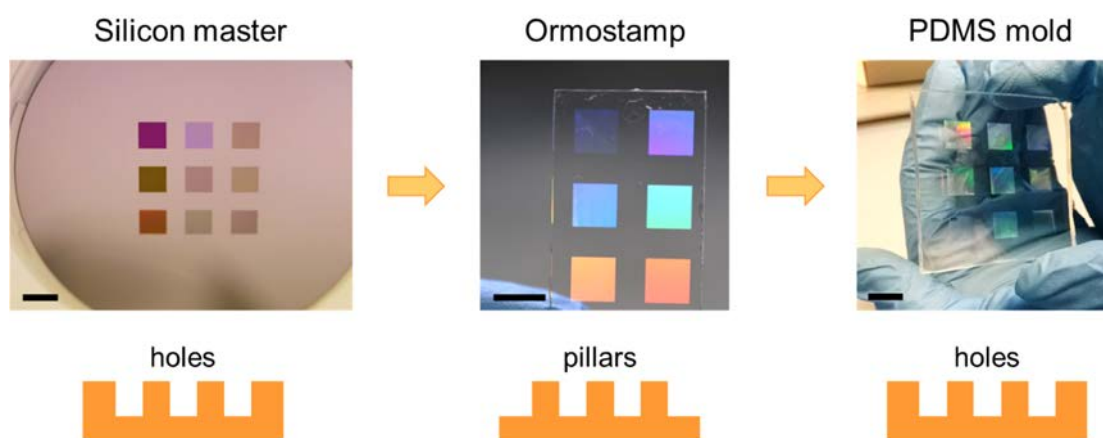 Silicon master
Ormostamp
PDMS mold
holes
pillars
holes